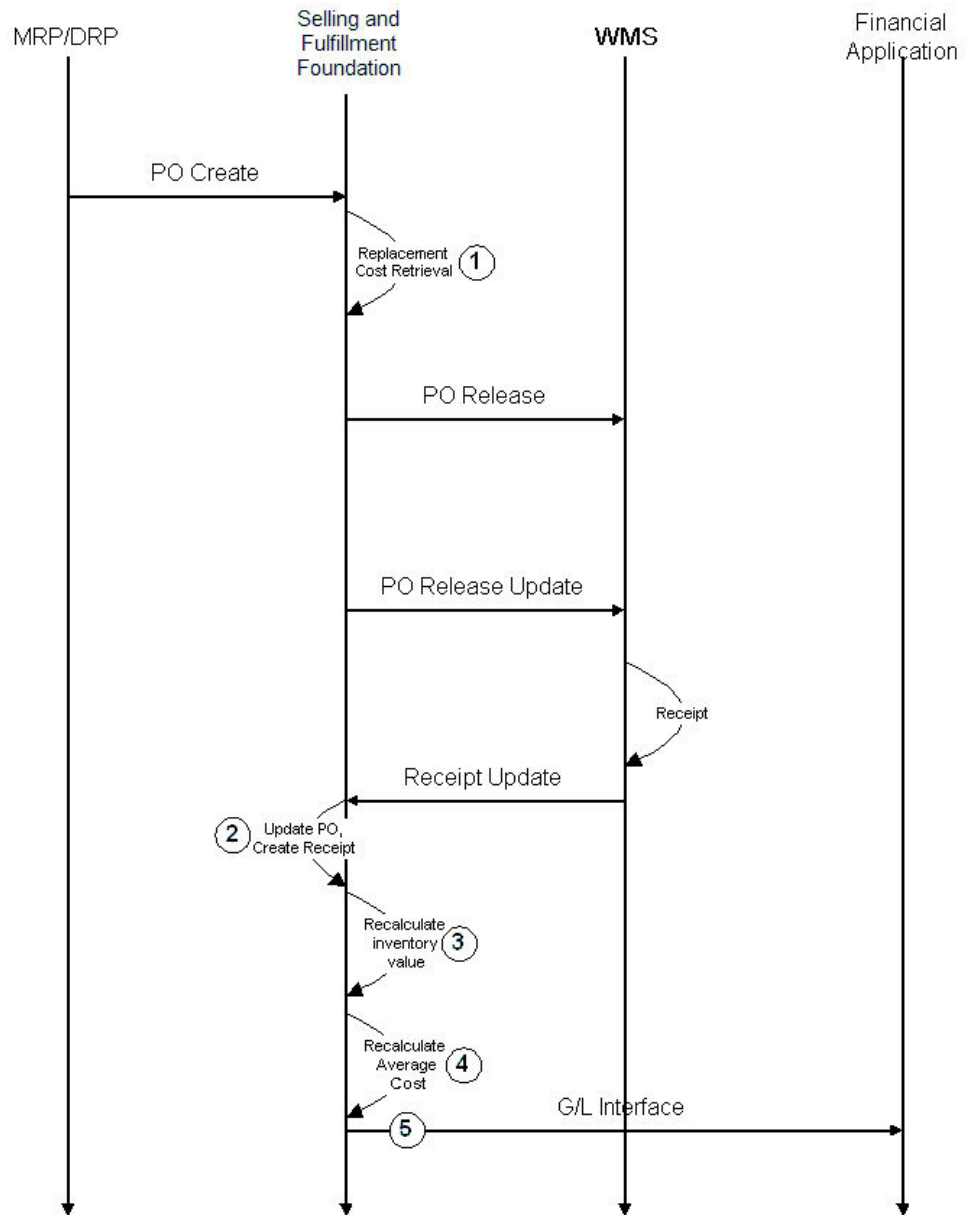 MRP/DRP
Selling and
Fulfillment
Foundation
WMS
Financial
Application
PO Create
Replacement
Cost Retrieval
1
PO Release
PO Release Update
Receipt
Receipt Update
2
Update PO,
Create Receipt
Recalculate
inventory
value
3
Recalculate
Average
Cost
4
G/L Interface
5